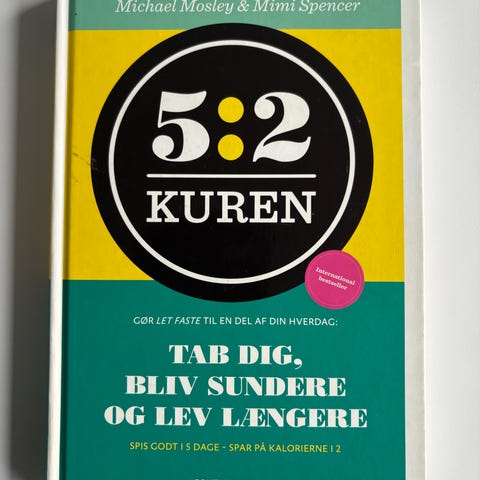 Michael Mosley & Mimi Spencer
5:2
KUREN
International
bestseller
GØR LET FASTE TIL EN DEL AF DIN HVERDAG:
TAB DIG,
BLIV SUNDERE
OG LEV LÆNGERE
SPIS GODT I 5 DAGE - SPAR PÅ KALORIERNE I 2